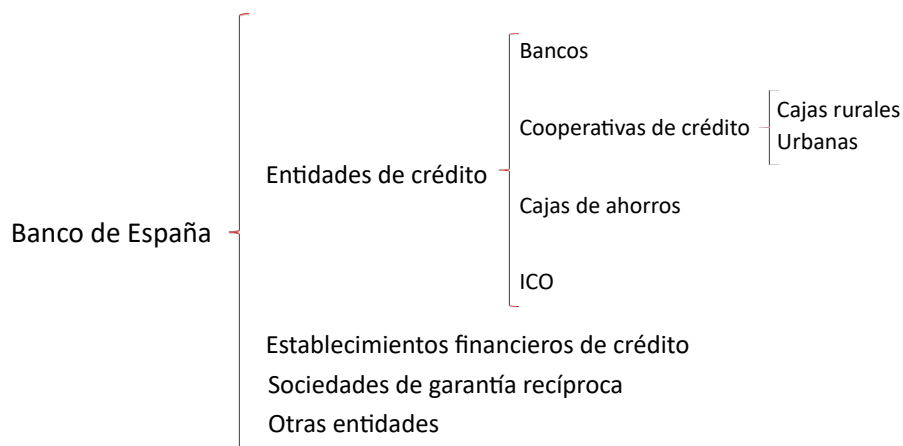 Banco de España
Entidades de crédito
Bancos
Cooperativas de crédito
Cajas rurales
Urbanas
Cajas de ahorros
ICO
Establecimientos financieros de crédito
Sociedades de garantía recíproca
Otras entidades